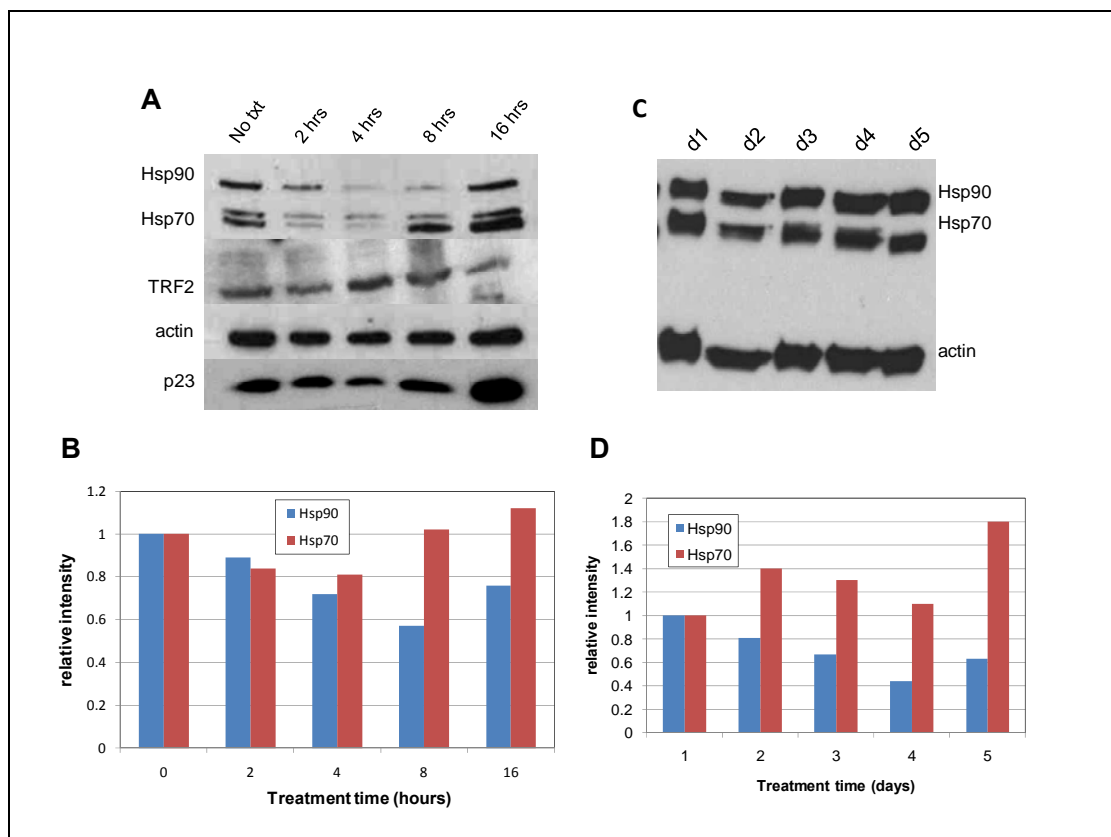 A
No txt 2 hrs 4 hrs 8 hrs 16 hrs
Hsp90
Hsp70
TRF2
actin
p23
C
d1 d2 d3 d4 d5
Hsp90
Hsp70
actin
B
1.2
1
0.8
0.6
0.4
0.2
0
relative intensity
Hsp90
Hsp70
0 2 4 8 16
Treatment time (hours)
D
2
1.8
1.6
1.4
1.2
1
0.8
0.6
0.4
0.2
0
relative intensity
Hsp90
Hsp70
1 2 3 4 5
Treatment time (days)